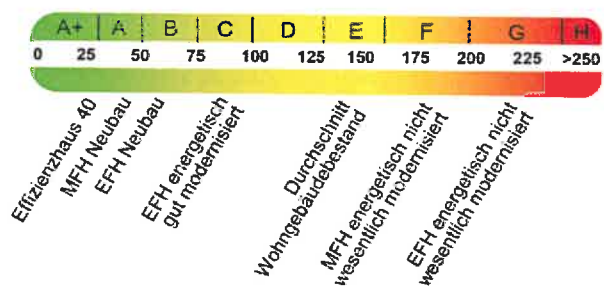 A+ A B C D E F G H
0 25 50 75 100 125 150 175 200 225 >250
Effizienzhaus 40
MFH Neubau
EFH Neubau
EFH energetisch
gut modernisiert
Durchschnitt
Wohngebäudebestand
MFH energetisch nicht
wesentlich modernisiert
EFH energetisch nicht
wesentlich modernisiert